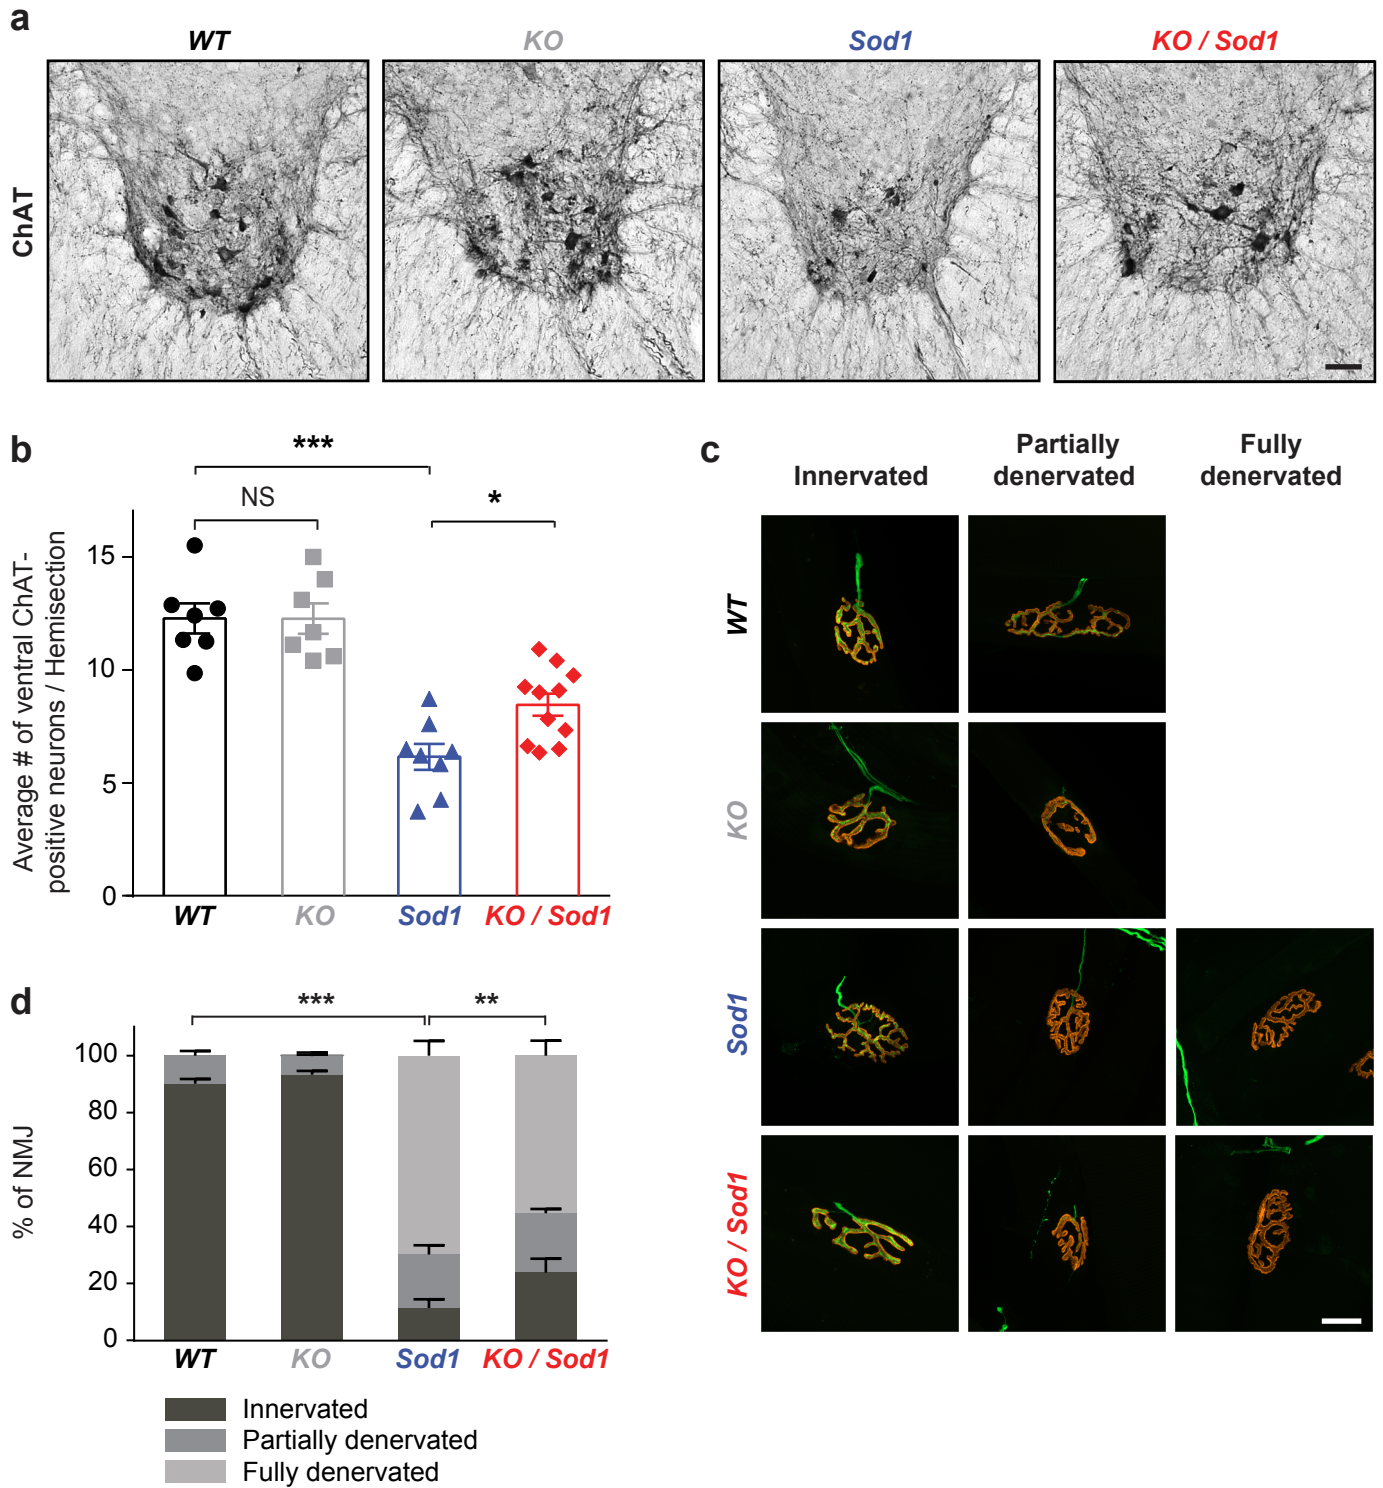 a
WT KO Sod1 KO / Sod1
ChAT
b
***
NS
*
Average # of ventral ChAT-
positive neurons / Hemisection
15
10
5
0
WT KO Sod1 KO / Sod1
c
Innervated
Partially
denervated
Fully
denervated
WT
KO
Sod1
KO / Sod1
d
***
**
% of NMJ
100
80
60
40
20
0
WT KO Sod1 KO / Sod1
Innervated
Partially denervated
Fully denervated